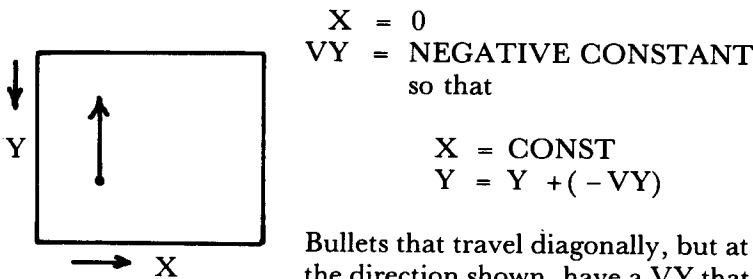 X = 0
VY = NEGATIVE CONSTANT
so that
Y
X = CONST
Y = Y +( – VY)
X
Bullets that travel diagonally, but at
the direction shown, have a VY that